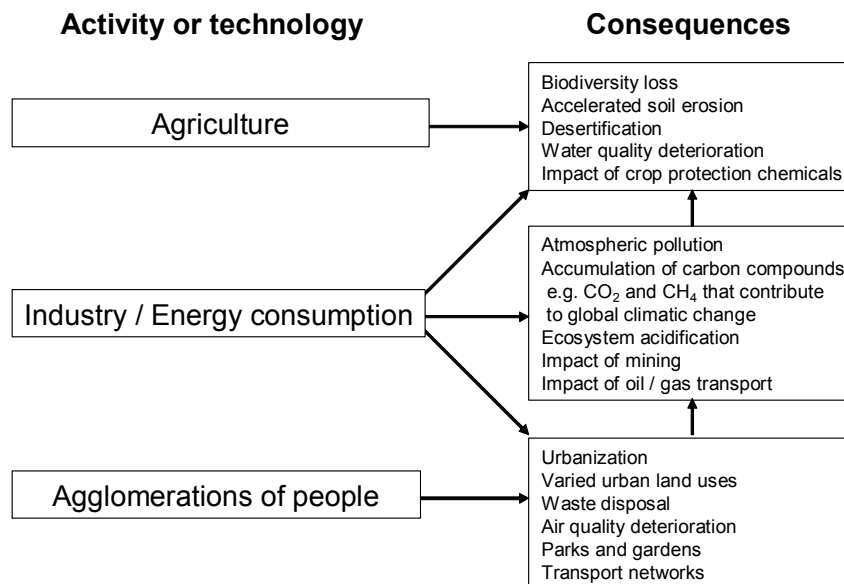 Activity or technology
Consequences
Agriculture
Biodiversity loss
Accelerated soil erosion
Desertification
Water quality deterioration
Impact of crop protection chemicals
Industry / Energy consumption
Atmospheric pollution
Accumulation of carbon compounds
e.g. CO₂ and CH₄ that contribute
to global climatic change
Ecosystem acidification
Impact of mining
Impact of oil / gas transport
Agglomerations of people
Urbanization
Varied urban land uses
Waste disposal
Air quality deterioration
Parks and gardens
Transport networks